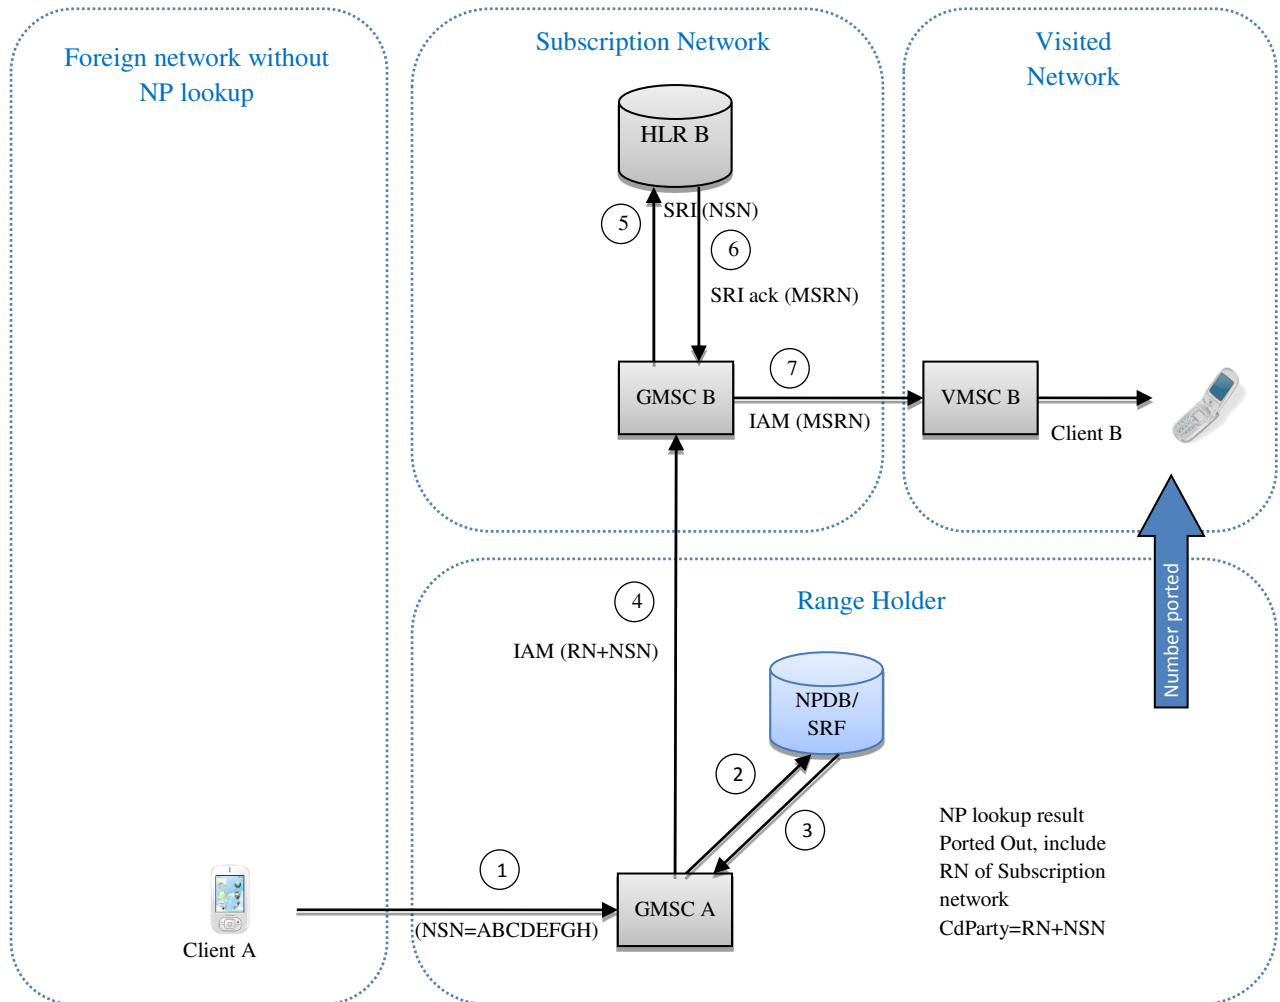 Foreign network without
NP lookup
Subscription Network
Visited
Network
HLR B
5
SRI (NSN)
6
SRI ack (MSRN)
GMSC B
7
IAM (MSRN)
VMSC B
Client B
Number ported
Range Holder
4
IAM (RN+NSN)
NPDB/
SRF
2
3
NP lookup result
Ported Out, include
RN of Subscription
network
CdParty=RN+NSN
1
(NSN=ABCDEFGH)
GMSC A
Client A